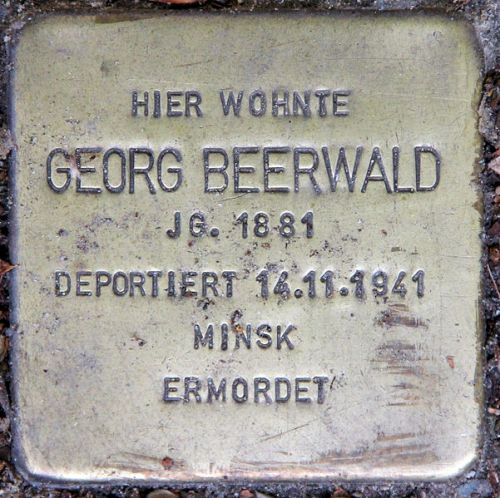 HIER WOHNTE
GEORG BEERWALD
JG. 1881
DEPORTIERT 14.11.1941
MINSK
ERMORDET